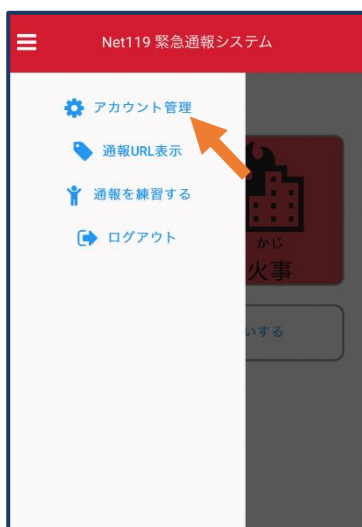 Net119 緊急通報システム
アカウント管理
通報URL表示
通報を練習する
ログアウト
かじ
火事
いする